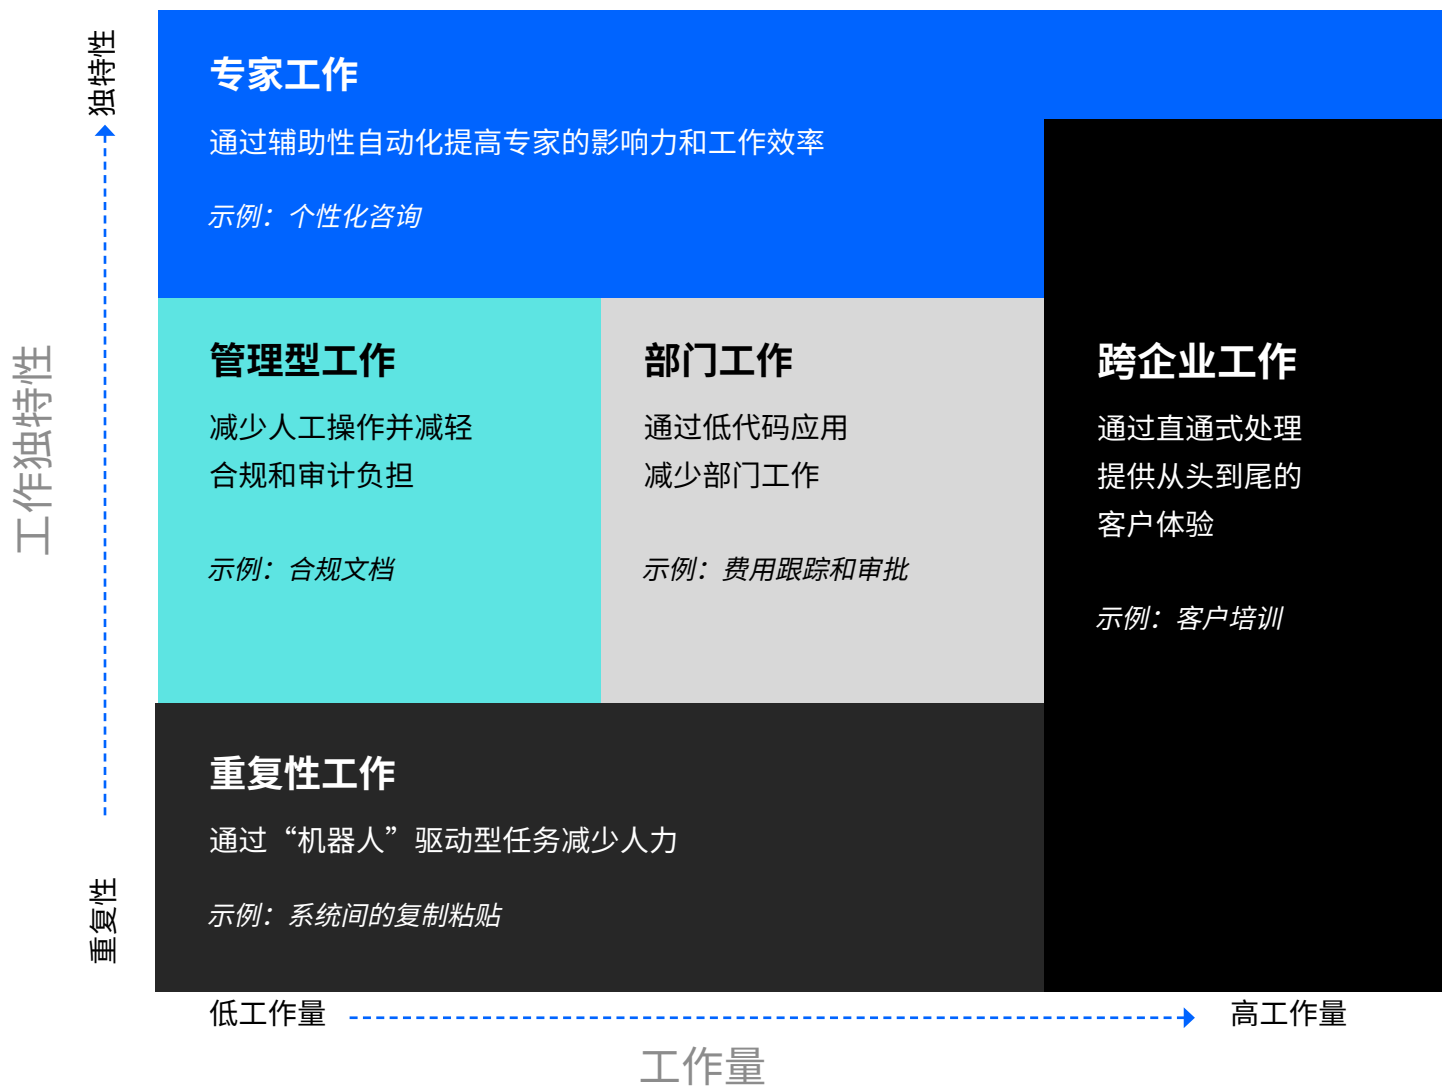 独特性
工作独特性
重复性
专家工作
通过辅助性自动化提高专家的影响力和工作效率
示例：个性化咨询
管理型工作
减少人工操作并减轻
合规和审计负担
示例：合规文档
部门工作
通过低代码应用
减少部门工作
示例：费用跟踪和审批
跨企业工作
通过直通式处理
提供从头到尾的
客户体验
示例：客户培训
重复性工作
通过“机器人”驱动型任务减少人力
示例：系统间的复制粘贴
低工作量
高工作量
工作量